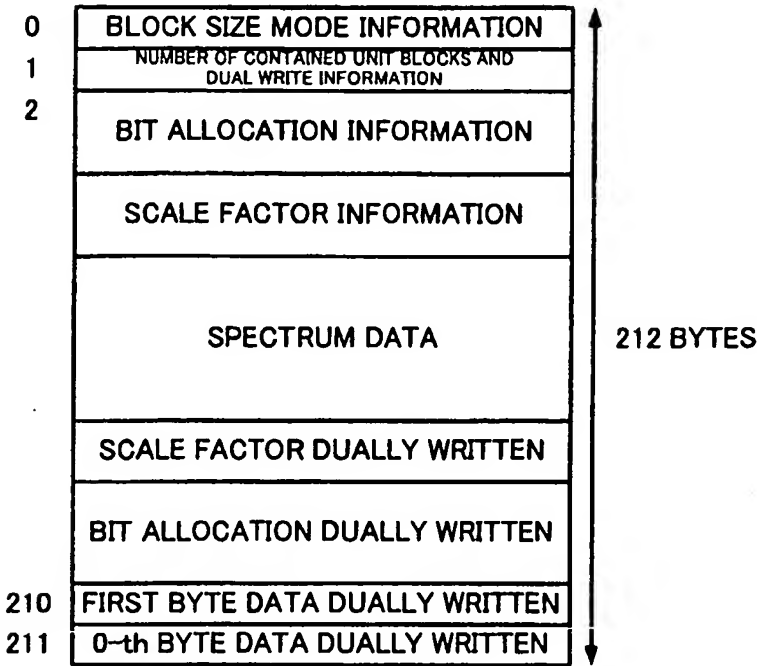 0 BLOCK SIZE MODE INFORMATION
1 NUMBER OF CONTAINED UNIT BLOCKS AND
DUAL WRITE INFORMATION
2
BIT ALLOCATION INFORMATION
SCALE FACTOR INFORMATION
SPECTRUM DATA
212 BYTES
SCALE FACTOR DUALLY WRITTEN
BIT ALLOCATION DUALLY WRITTEN
210 FIRST BYTE DATA DUALLY WRITTEN
211 0-th BYTE DATA DUALLY WRITTEN